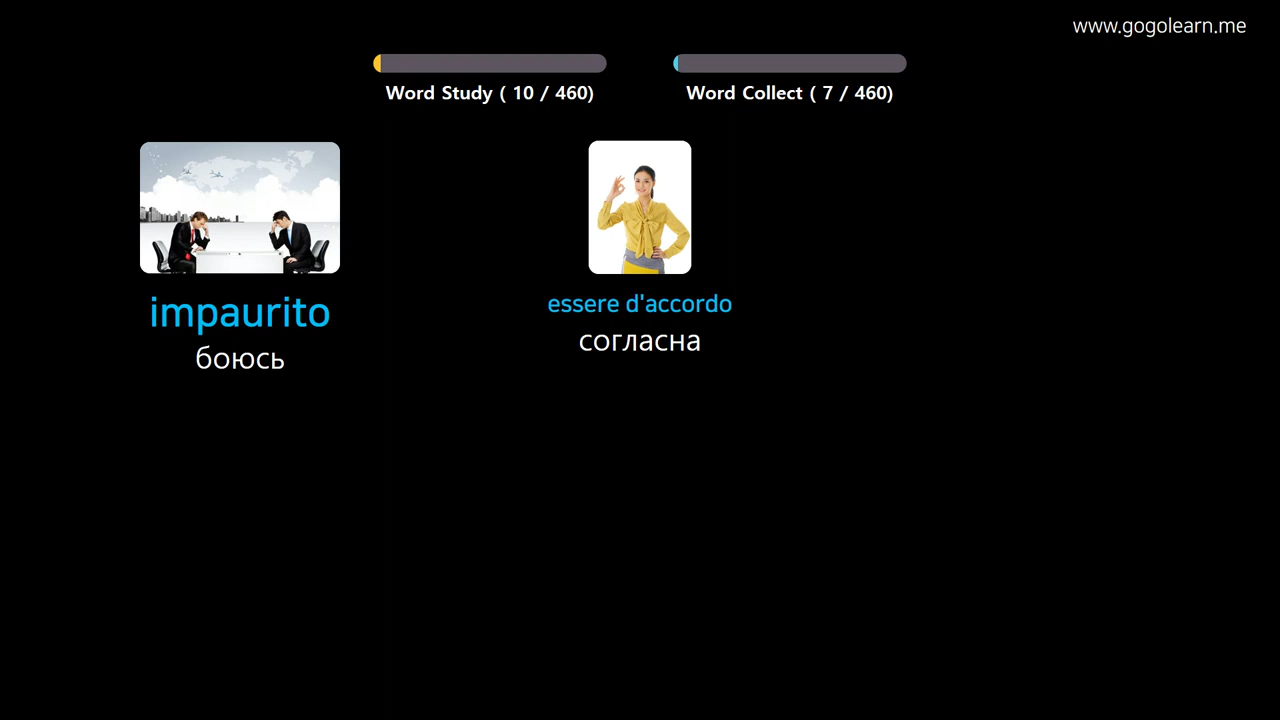 www.gogolearn.me
Word Study ( 10 / 460)
Word Collect ( 7 / 460)
impaurito
боюсь
essere d'accordo
согласна